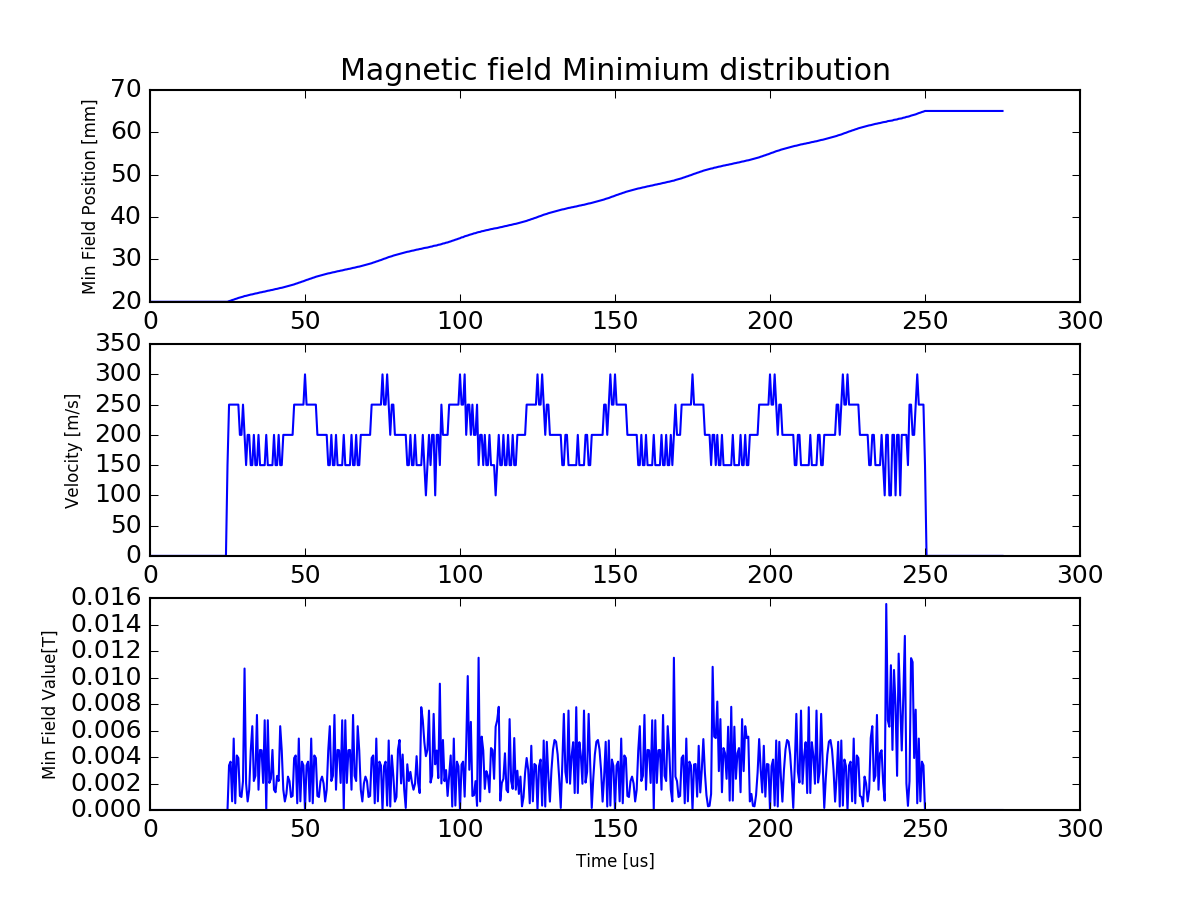 Magnetic field Minimium distribution
70
60
50
40
30
20
Min Field Position [mm]
0 50 100 150 200 250 300
350
300
250
200
150
100
50
0
Velocity [m/s]
0 50 100 150 200 250 300
0.016
0.014
0.012
0.010
0.008
0.006
0.004
0.002
0.000
Min Field Value[T]
0 50 100 150 200 250 300
Time [us]